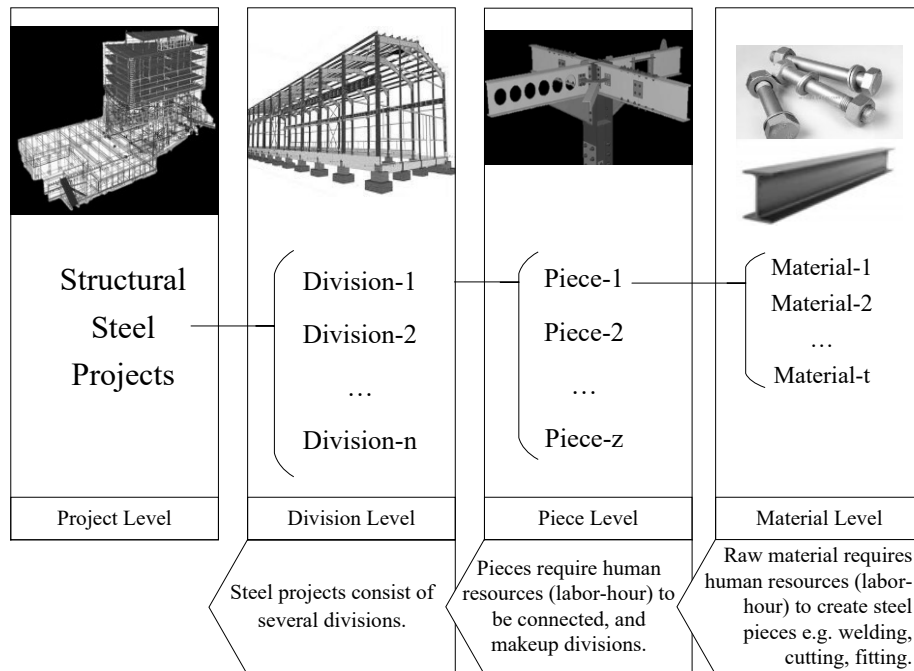 Structural
Steel
Projects
Division-1
Division-2
...
Division-n
Piece-1
Piece-2
...
Piece-z
Material-1
Material-2
...
Material-t
Project Level
Division Level
Piece Level
Material Level
Steel projects consist of
several divisions.
Pieces require human
resources (labor-hour) to
be connected, and
makeup divisions.
Raw material requires
human resources (labor-
hour) to create steel
pieces e.g. welding,
cutting, fitting.